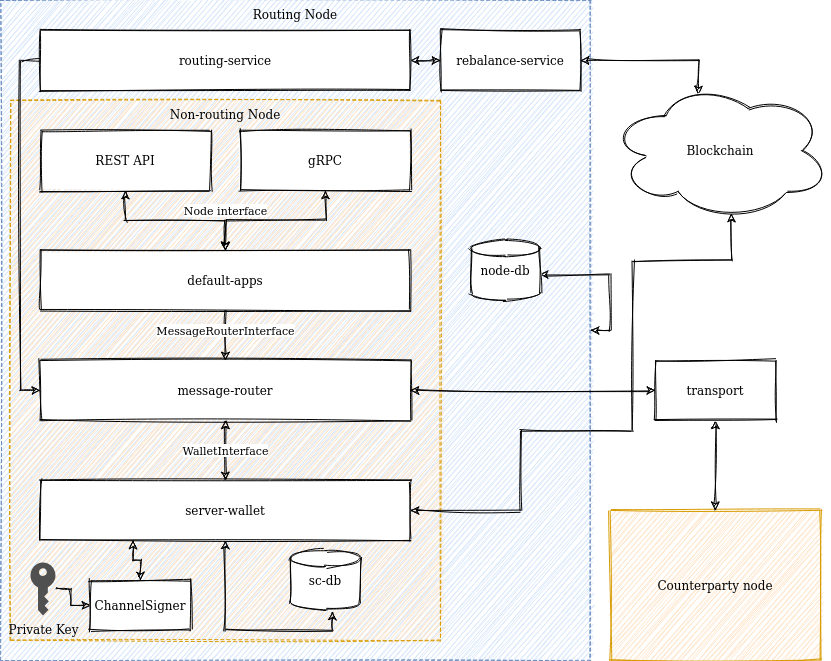 Routing Node
routing-service
rebalance-service
Non-routing Node
REST API
gRPC
Blockchain
Node interface
default-apps
node-db
MessageRouterInterface
message-router
transport
WalletInterface
server-wallet
sc-db
ChannelSigner
Private Key
Counterparty node